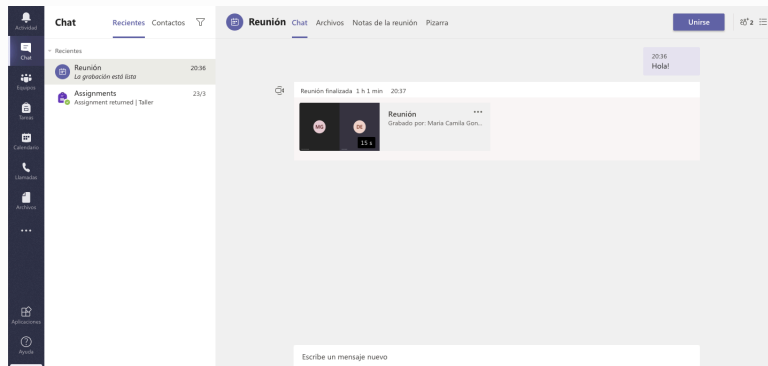 Actividad
Chat
Equipos
Tareas
Calendario
Llamadas
Archivos
Aplicaciones
Ayuda
Chat
Recientes
Contactos
Recientes
Reunión
20:36
La grabación está lista
Assignments
23/3
Assignment returned | Taller
Reunión
Chat
Archivos
Notas de la reunión
Pizarra
Unirse
2
20:36
Hola!
Reunión finalizada 1 h 1 min 20:37
MG
DE
15 s
Reunión
Grabado por: Maria Camila Gon...
Escribe un mensaje nuevo